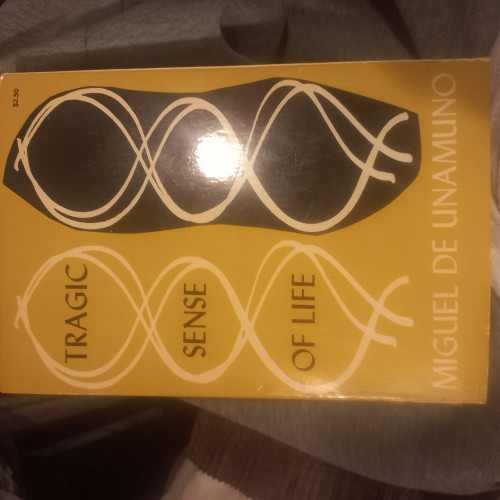 $2.50
TRAGIC
SENSE
OF LIFE
MIGUEL DE UNAMUNO